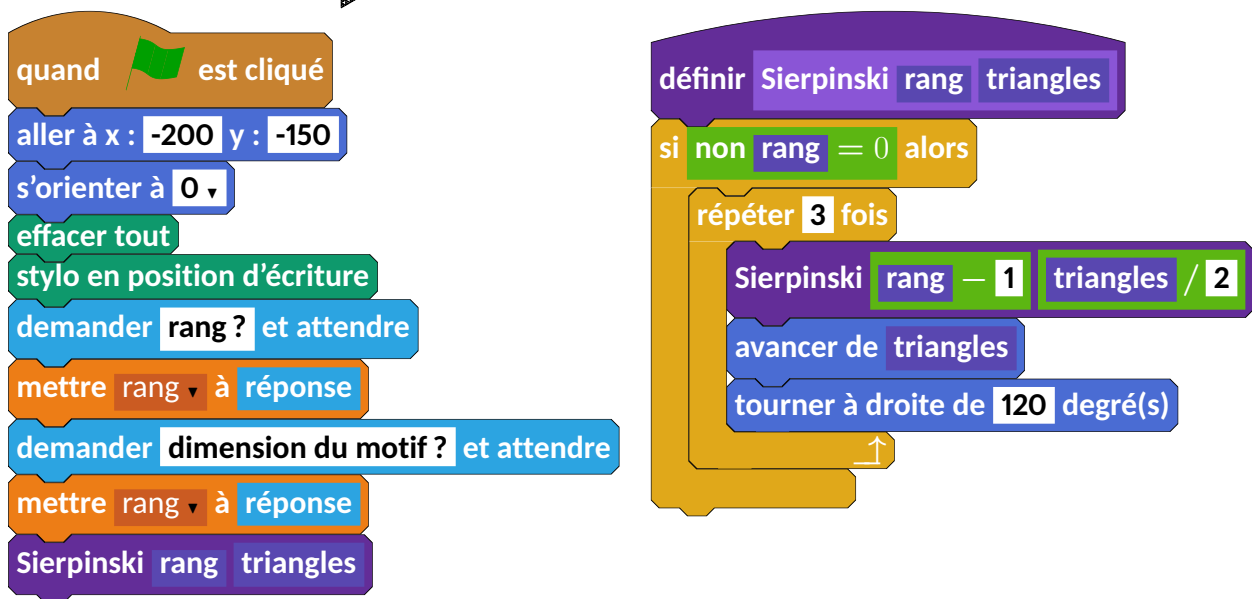 quand est cliqué
aller à x : -200 y : -150
s'orienter à 0
effacer tout
stylo en position d'écriture
demander rang ? et attendre
mettre rang à réponse
demander dimension du motif ? et attendre
mettre rang à réponse
Sierpinski rang triangles
définir Sierpinski rang triangles
si non rang = 0 alors
répéter 3 fois
Sierpinski rang − 1 triangles / 2
avancer de triangles
tourner à droite de 120 degré(s)